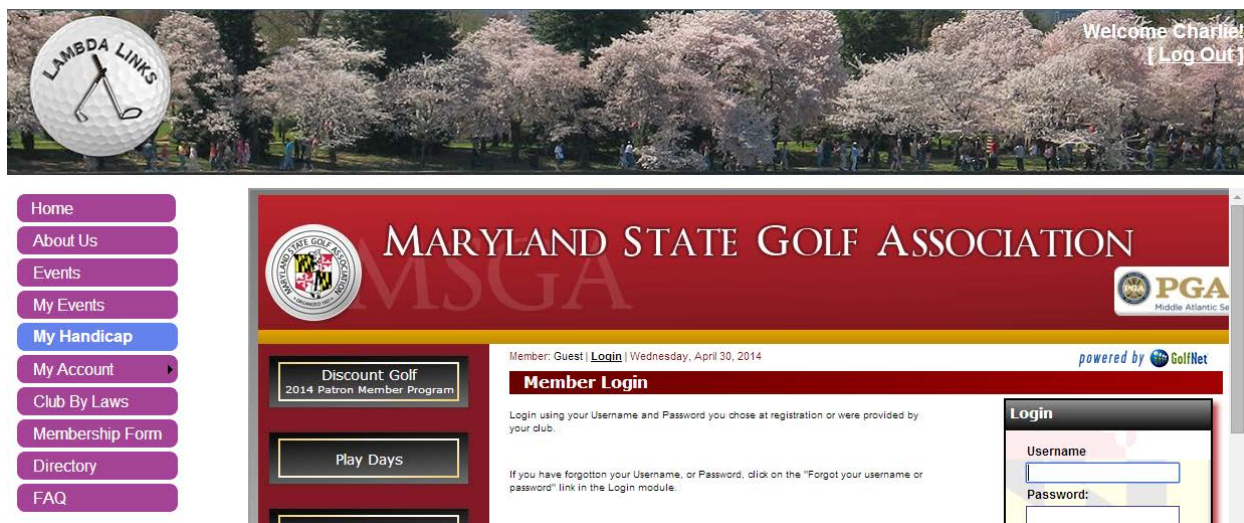 LAMBDA LINKS
Welcome Charlie!
[ Log Out ]
Home
About Us
Events
My Events
My Handicap
My Account
Club By Laws
Membership Form
Directory
FAQ
MARYLAND STATE GOLF ASSOCIATION
MSGA
PGA
Middle Atlantic Se
Member: Guest | Login | Wednesday, April 30, 2014
powered by GolfNet
Discount Golf
2014 Patron Member Program
Play Days
Member Login
Login using your Username and Password you chose at registration or were provided by
your club.
If you have forgotton your Username, or Password, click on the "Forgot your username or
password" link in the Login module.
Login
Username
Password: